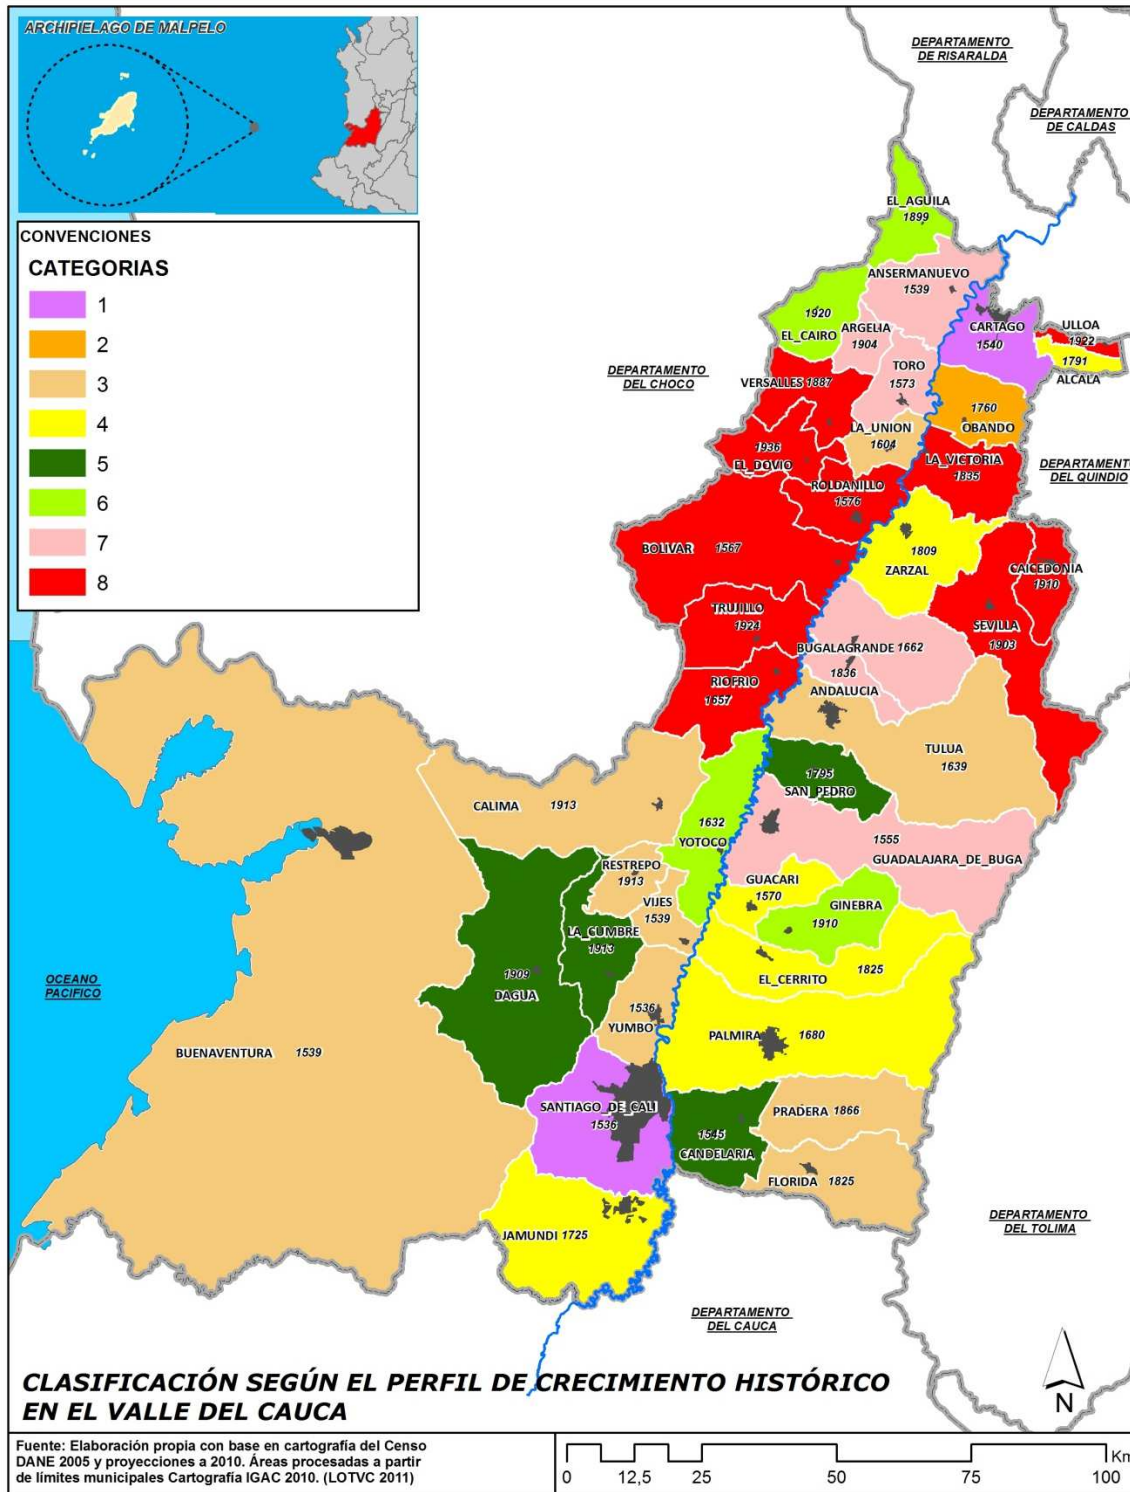 ARCHIPIELAGO DE MALPELO
CONVENCIONES
CATEGORIAS
1
2
3
4
5
6
7
8
DEPARTAMENTO
DE RISARALDA
DEPARTAMENTO
DE CALDAS
EL_AGUILA
1899
ANSERMANUEVO
1539
1920
EL_CAIRO
ARGELIA
1904
CARTAGO
1540
ULLOA
1922
1791
ALCALA
DEPARTAMENTO
DEL CHOCO
VERSALLES 1887
TORO
1573
1760
OBANDO
LA_UNION
1604
1936
EL_DOVIO
LA_VICTORIA
1835
DEPARTAMENTO
DEL QUINDIO
ROLDANILLO
1576
BOLIVAR 1567
1809
ZARZAL
CAICEDONIA
1910
TRUJILLO
1924
SEVILLA
1903
BUGALAGRANDE 1662
1836
ANDALUCIA
RIOFRIO
1657
TULUA
1639
1795
SAN_PEDRO
CALIMA 1913
1632
YOTOCO
1555
GUADALAJARA_DE_BUGA
RESTREPO
1913
GUACARI
1570
VIJES
1539
GINEBRA
1910
LA_CUMBRE
1913
1909
DAGUA
1825
EL_CERRITO
OCEANO
PACIFICO
1536
YUMBO
PALMIRA 1680
BUENAVENTURA 1539
SANTIAGO_DE_CALI
1536
PRADERA 1866
1545
CANDELARIA
FLORIDA 1825
JAMUNDI 1725
DEPARTAMENTO
DEL TOLIMA
DEPARTAMENTO
DEL CAUCA
N
CLASIFICACIÓN SEGÚN EL PERFIL DE CRECIMIENTO HISTÓRICO
EN EL VALLE DEL CAUCA
Fuente: Elaboración propia con base en cartografía del Censo
DANE 2005 y proyecciones a 2010. Áreas procesadas a partir
de límites municipales Cartografía IGAC 2010. (LOTVC 2011)
Km
0 12,5 25 50 75 100